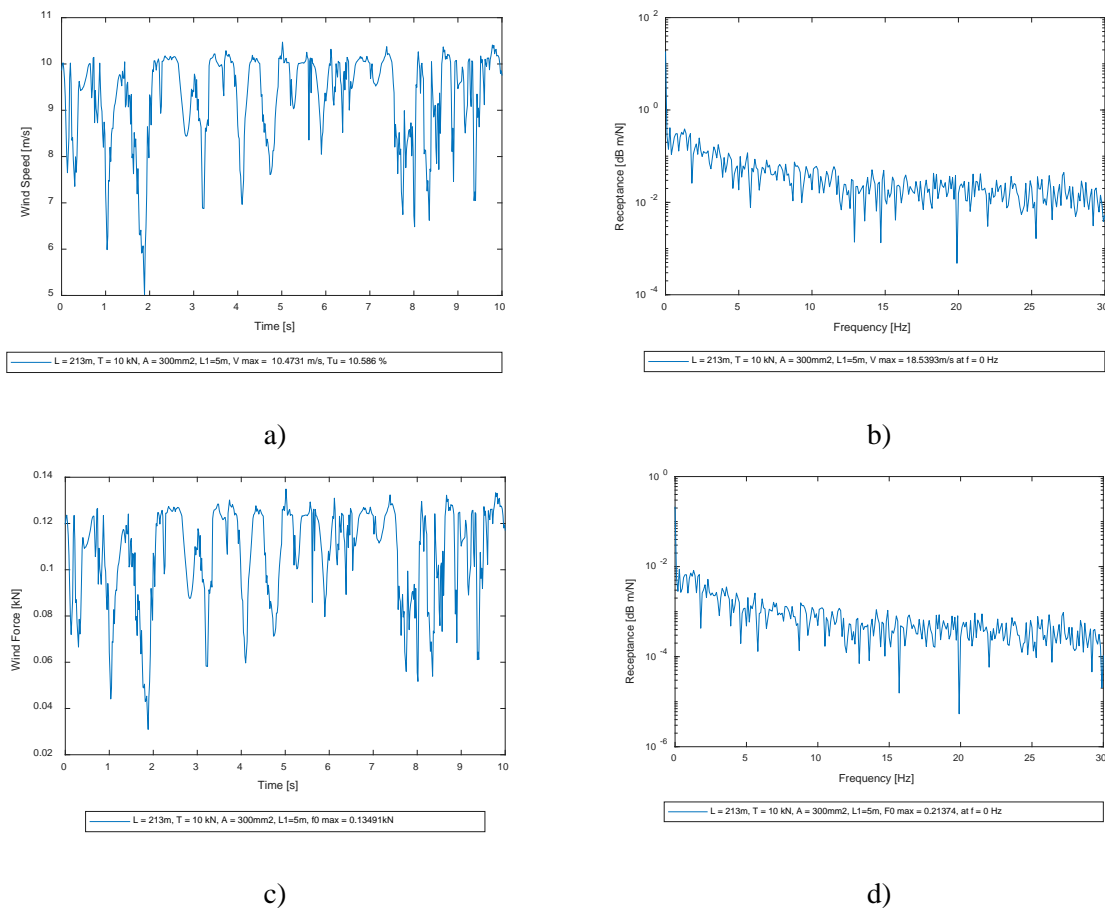 11
10
9
8
7
6
5
Wind Speed [m/s]
0 1 2 3 4 5 6 7 8 9 10
Time [s]
L = 213m, T = 10 kN, A = 300mm2, L1=5m, V max = 10.4731 m/s, Tu = 10.586 %
a)
10 2
10 0
10 -2
10 -4
Receptance [dB m/N]
0 5 10 15 20 25 30
Frequency [Hz]
L = 213m, T = 10 kN, A = 300mm2, L1=5m, V max = 18.5393m/s at f = 0 Hz
b)
0.14
0.12
0.1
0.08
0.06
0.04
0.02
Wind Force [kN]
0 1 2 3 4 5 6 7 8 9 10
Time [s]
L = 213m, T = 10 kN, A = 300mm2, L1=5m, f0 max = 0.13491kN
c)
10 0
10 -2
10 -4
10 -6
Receptance [dB m/N]
0 5 10 15 20 25 30
Frequency [Hz]
L = 213m, T = 10 kN, A = 300mm2, L1=5m, F0 max = 0.21374, at f = 0 Hz
d)